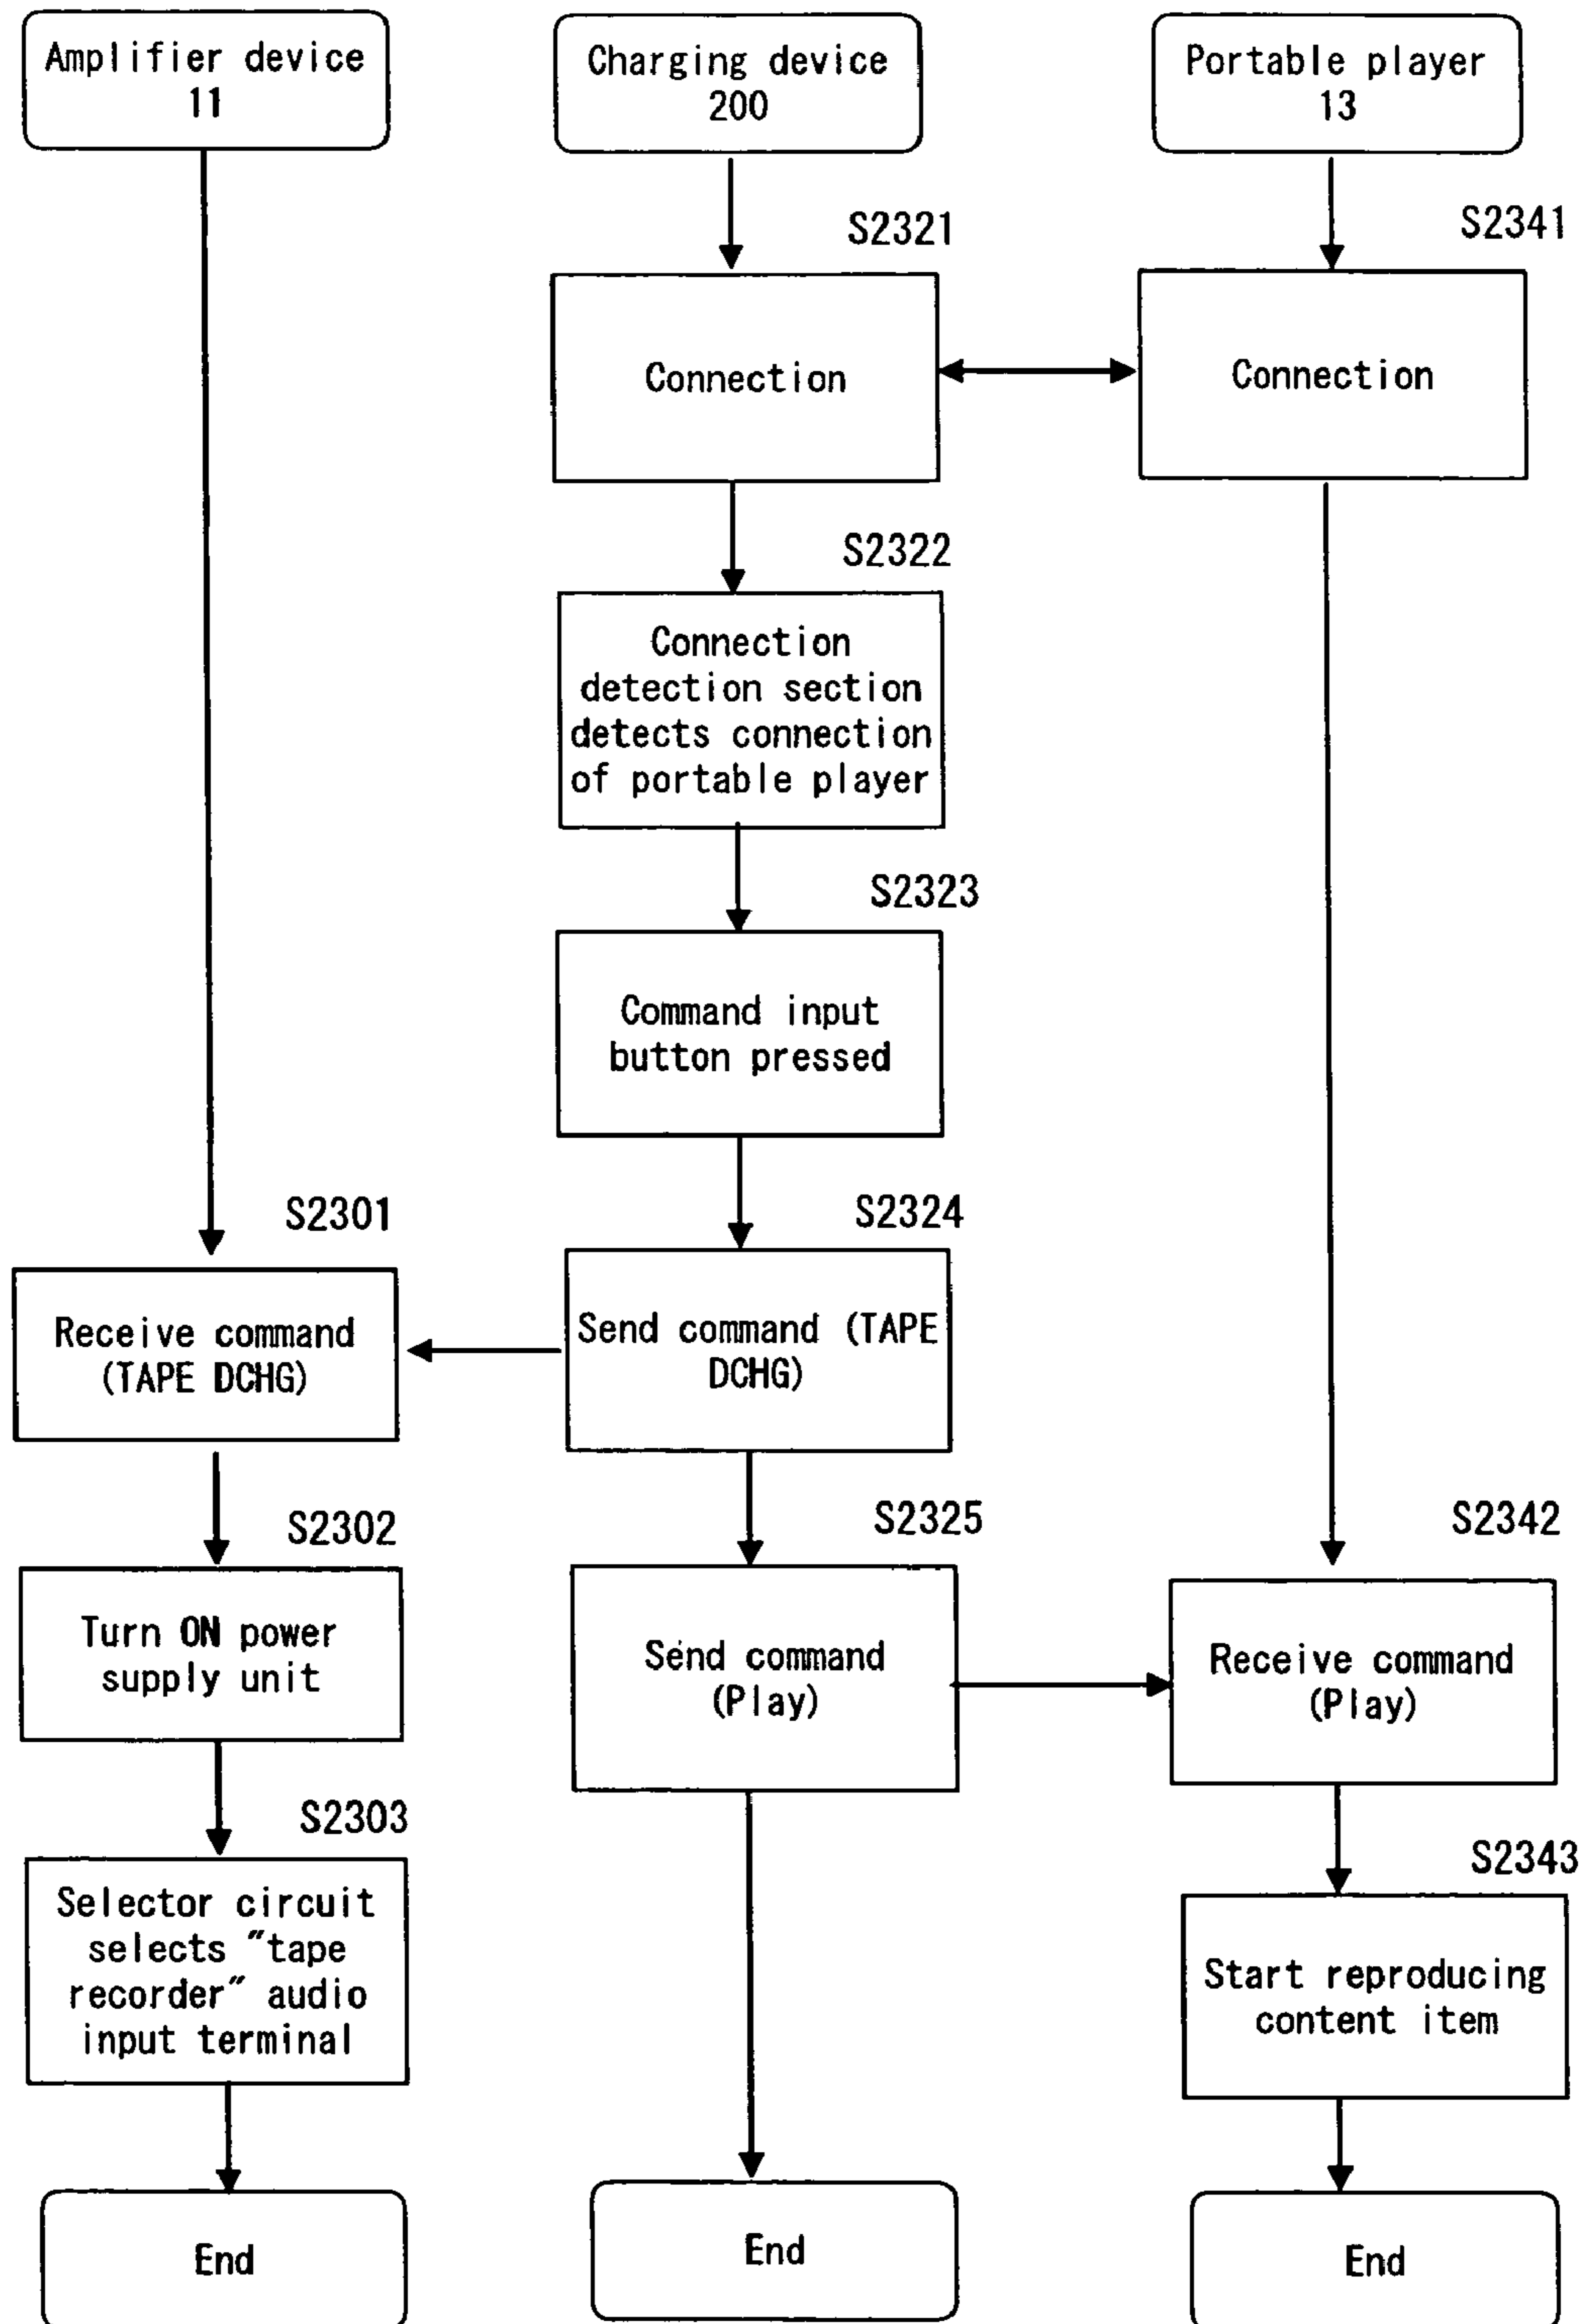 Amplifier device
11
Charging device
200
Portable player
13
S2321
S2341
Connection
Connection
S2322
Connection
detection section
detects connection
of portable player
S2323
Command input
button pressed
S2301
S2324
Receive command
(TAPE DCHG)
Send command (TAPE
DCHG)
S2302
S2325
S2342
Turn ON power
supply unit
Send command
(Play)
Receive command
(Play)
S2303
S2343
Selector circuit
selects "tape
recorder" audio
input terminal
Start reproducing
content item
End
End
End